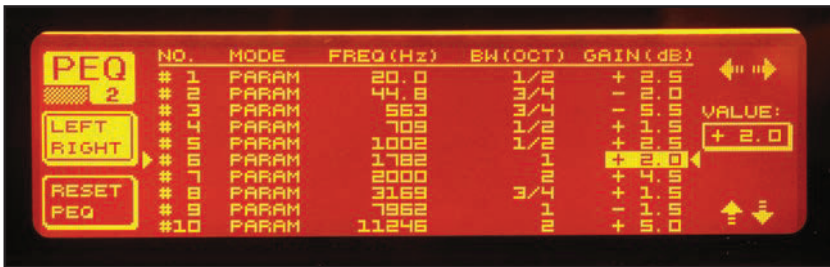 PEQ
2
LEFT
RIGHT
RESET
PEQ
NO. MODE FREQ(Hz) BW(OCT) GAIN(dB)
# 1 PARAM 20.0 1/2 + 2.5
# 2 PARAM 44.8 3/4 - 2.0
# 3 PARAM 563 3/4 - 5.5
# 4 PARAM 709 1/2 + 1.5
# 5 PARAM 1002 1/2 + 2.5
# 6 PARAM 1782 1 + 2.0
# 7 PARAM 2000 2 + 4.5
# 8 PARAM 3169 3/4 + 1.5
# 9 PARAM 7962 1 - 1.5
#10 PARAM 11246 2 + 5.0
VALUE:
+ 2.0